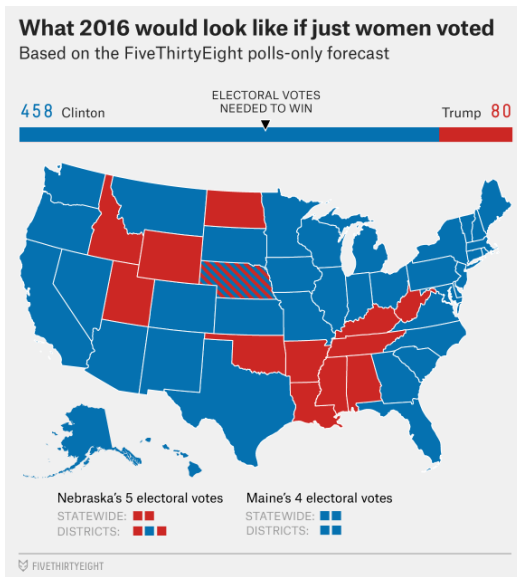 What 2016 would look like if just women voted
Based on the FiveThirtyEight polls-only forecast
ELECTORAL VOTES
NEEDED TO WIN
458 Clinton
Trump 80
Nebraska's 5 electoral votes
STATEWIDE:
DISTRICTS:
Maine's 4 electoral votes
STATEWIDE:
DISTRICTS:
FIVETHIRTYEIGHT